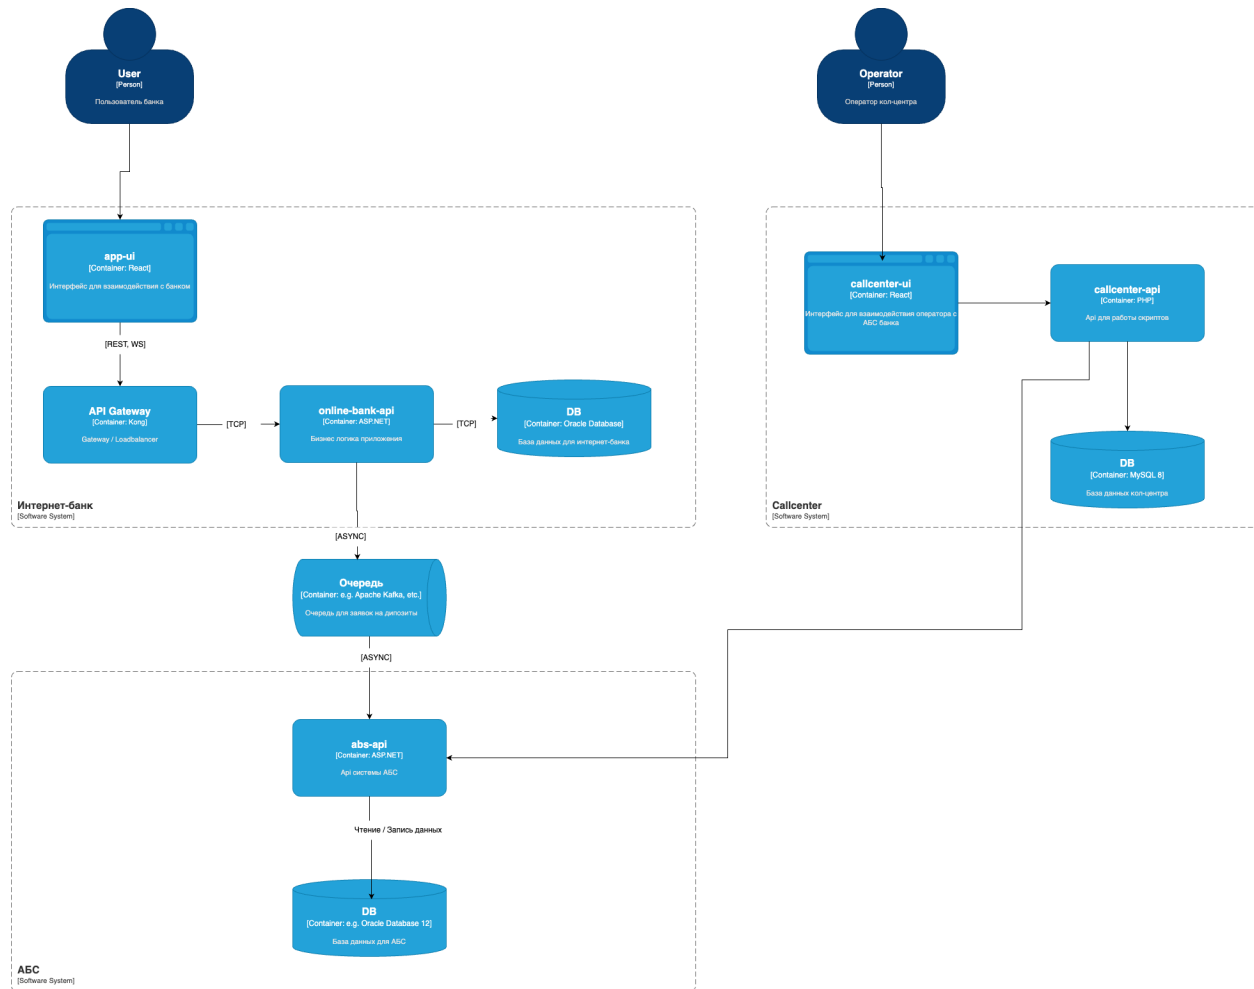 User
[Person]
Пользователь банка
Operator
[Person]
Оператор кол-центра
app-ui
[Container: React]
Интерфейс для взаимодействия с банком
[REST, WS]
API Gateway
[Container: Kong]
Gateway / Loadbalancer
[TCP]
online-bank-api
[Container: ASP.NET]
Бизнес логика приложения
[TCP]
DB
[Container: Oracle Database]
База данных для интернет-банка
Интернет-банк
[Software System]
callcenter-ui
[Container: React]
Интерфейс для взаимодействия оператора с
АБС банка
callcenter-api
[Container: PHP]
Api для работы скриптов
DB
[Container: MySQL 8]
База данных кол-центра
Callcenter
[Software System]
[ASYNC]
Очередь
[Container: e.g. Apache Kafka, etc.]
Очередь для заявок на дипозиты
[ASYNC]
abs-api
[Container: ASP.NET]
Api системы АБС
Чтение / Запись данных
DB
[Container: e.g. Oracle Database 12]
База данных для АБС
АБС
[Software System]